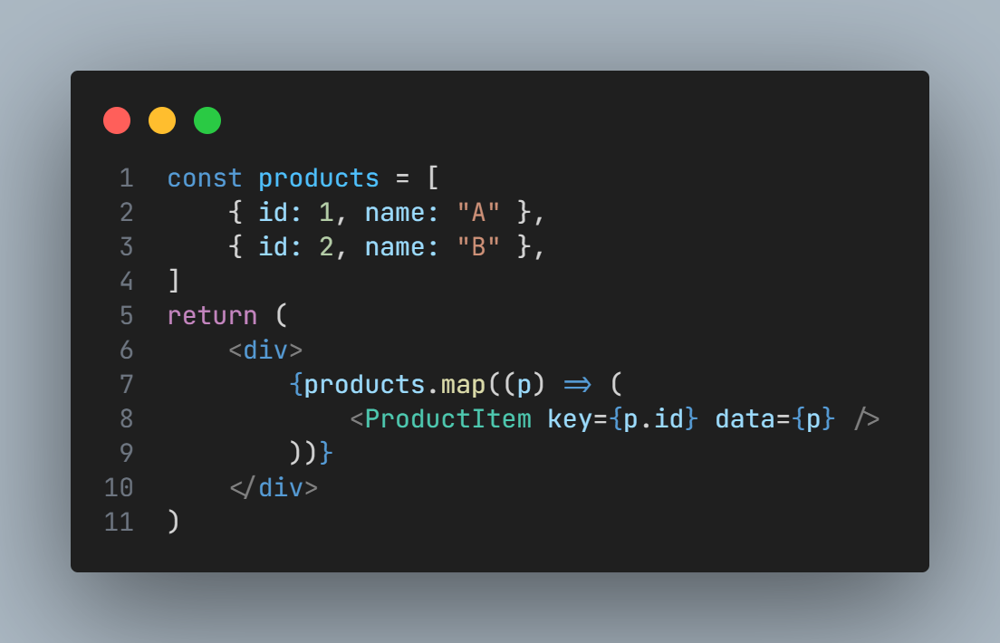 1 const products = [
2     { id: 1, name: "A" },
3     { id: 2, name: "B" },
4 ]
5 return (
6     <div>
7         {products.map((p) => (
8             <ProductItem key={p.id} data={p} />
9         ))}
10     </div>
11 )